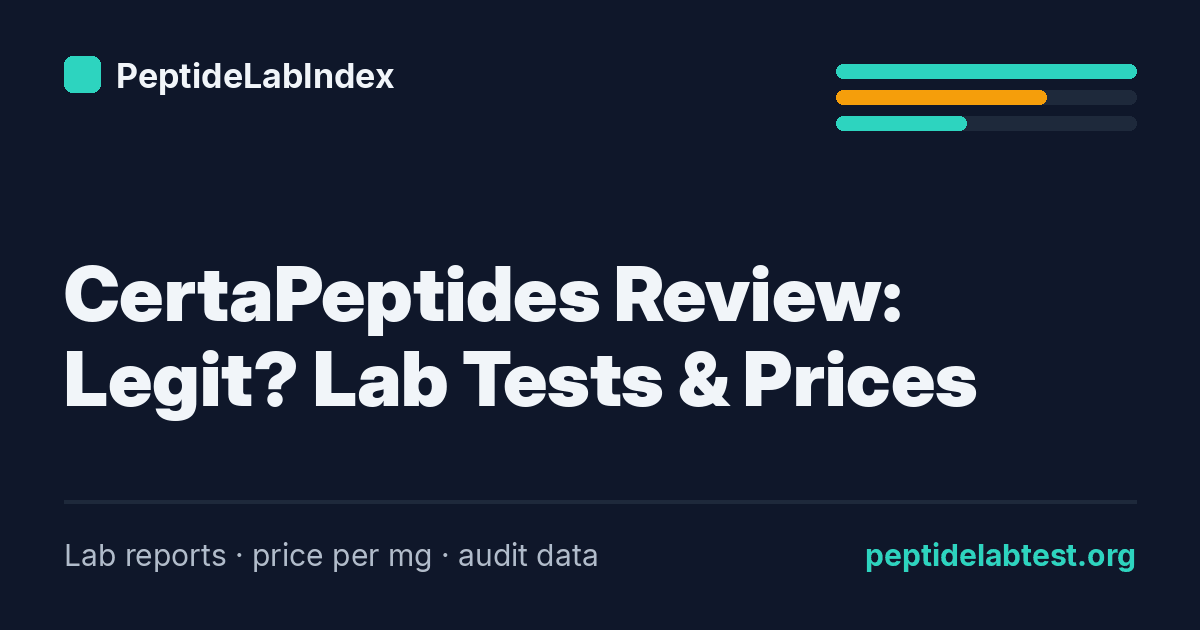 PeptideLabIndex
CertaPeptides Review:
Legit? Lab Tests & Prices
Lab reports · price per mg · audit data
peptidelabtest.org